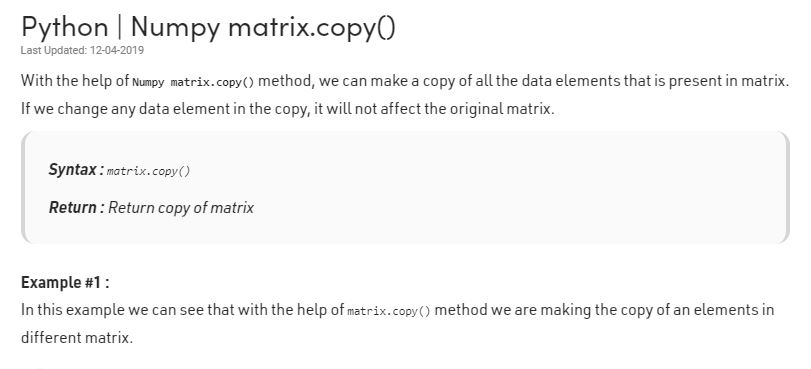 Python | Numpy matrix.copy()
Last Updated: 12-04-2019
With the help of Numpy matrix.copy() method, we can make a copy of all the data elements that is present in matrix.
If we change any data element in the copy, it will not affect the original matrix.
Syntax : matrix.copy()
Return : Return copy of matrix
Example #1 :
In this example we can see that with the help of matrix.copy() method we are making the copy of an elements in
different matrix.